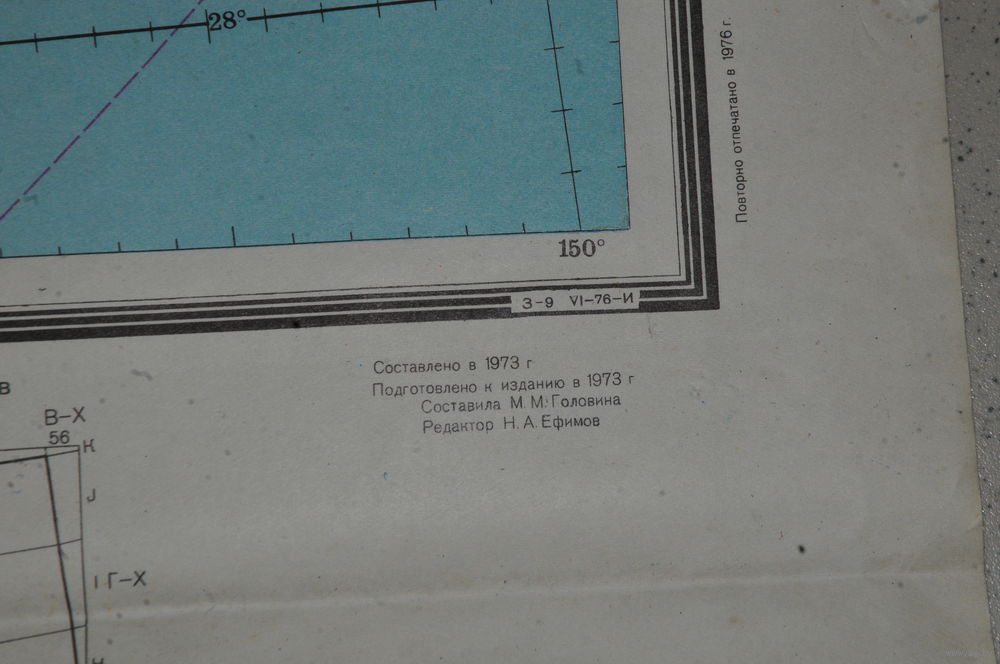 28°
150°
Повторно отпечатано в 1976 г.
З-9 VI-76-И
Составлено в 1973 г
Подготовлено к изданию в 1973 г
Составила М. М. Головина
Редактор Н. А. Ефимов
в
В-Х
56
К
J
I Г-Х